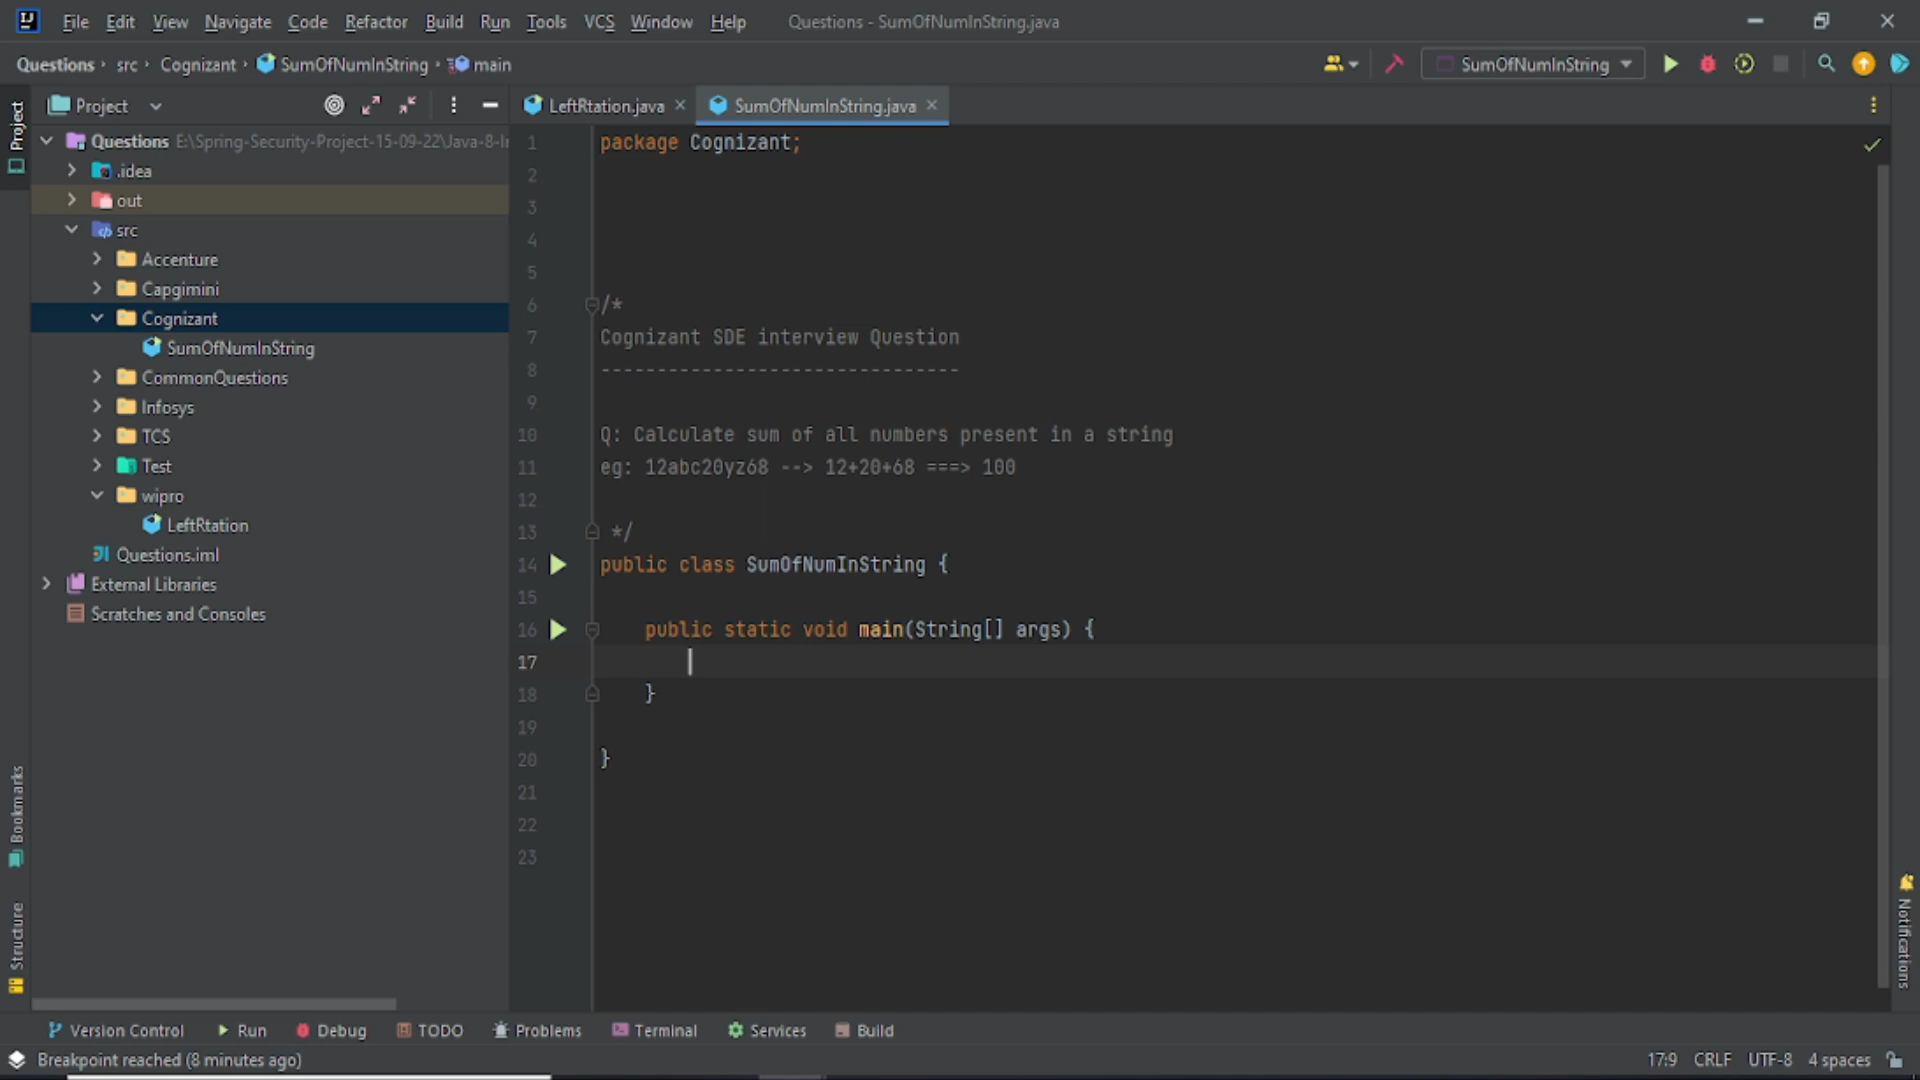 File Edit View Navigate Code Refactor Build Run Tools VCS Window Help Questions - SumOfNumInString.java
Questions src Cognizant SumOfNumInString main SumOfNumInString
Project
Project LeftRtation.java SumOfNumInString.java
Questions E:\Spring-Security-Project-15-09-22\Java-8-I
.idea
out
src
Accenture
Capgimini
Cognizant
SumOfNumInString
CommonQuestions
Infosys
TCS
Test
wipro
LeftRtation
Questions.iml
External Libraries
Scratches and Consoles
1 package Cognizant;
2
3
4
5
6 /*
7 Cognizant SDE interview Question
8 --------------------------------
9
10 Q: Calculate sum of all numbers present in a string
11 eg: 12abc20yz68 --> 12+20+68 ===> 100
12
13 */
14 public class SumOfNumInString {
15
16 public static void main(String[] args) {
17
18 }
19
20 }
21
22
23
Bookmarks
Structure
Notifications
Version Control Run Debug TODO Problems Terminal Services Build
Breakpoint reached (8 minutes ago) 17:9 CRLF UTF-8 4 spaces